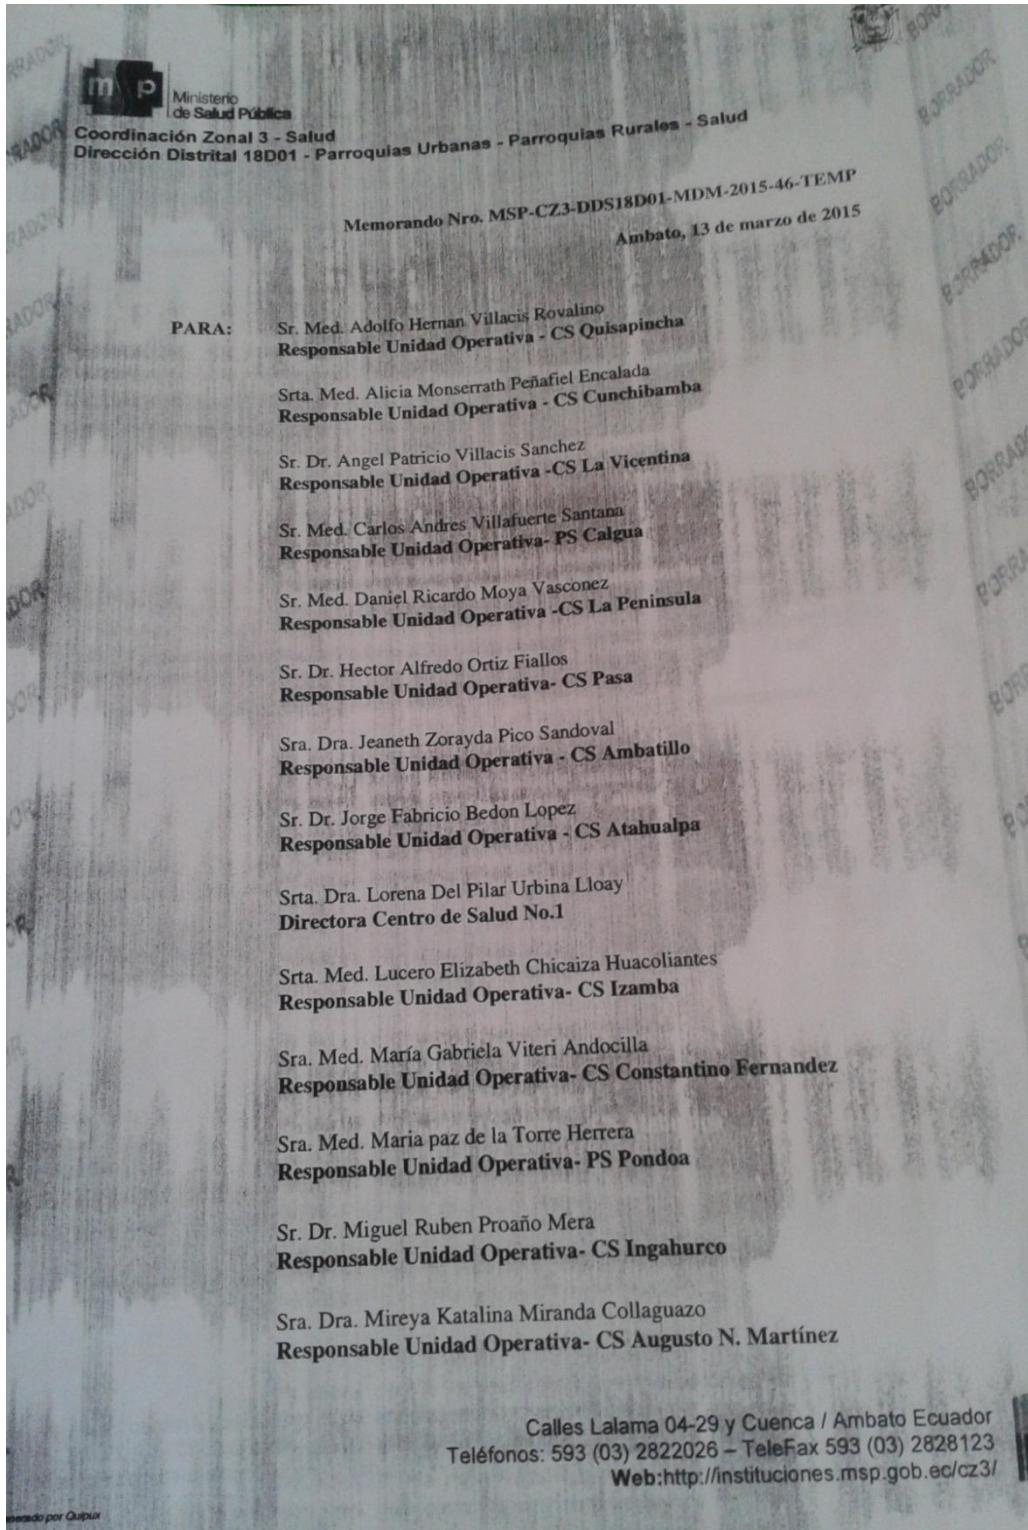 msp
Ministerio
de Salud Pública
Coordinación Zonal 3 - Salud
Dirección Distrital 18D01 - Parroquias Urbanas - Parroquias Rurales - Salud
Memorando Nro. MSP-CZ3-DDS18D01-MDM-2015-46-TEMP
Ambato, 13 de marzo de 2015
PARA:
Sr. Med. Adolfo Hernan Villacis Rovalino
Responsable Unidad Operativa - CS Quisapincha
Srta. Med. Alicia Monserrath Peñafiel Encalada
Responsable Unidad Operativa - CS Cunchibamba
Sr. Dr. Angel Patricio Villacis Sanchez
Responsable Unidad Operativa -CS La Vicentina
Sr. Med. Carlos Andres Villafuerte Santana
Responsable Unidad Operativa- PS Calgua
Sr. Med. Daniel Ricardo Moya Vasconez
Responsable Unidad Operativa -CS La Peninsula
Sr. Dr. Hector Alfredo Ortiz Fiallos
Responsable Unidad Operativa- CS Pasa
Sra. Dra. Jeaneth Zorayda Pico Sandoval
Responsable Unidad Operativa - CS Ambatillo
Sr. Dr. Jorge Fabricio Bedon Lopez
Responsable Unidad Operativa - CS Atahualpa
Srta. Dra. Lorena Del Pilar Urbina Lloay
Directora Centro de Salud No.1
Srta. Med. Lucero Elizabeth Chicaiza Huacoliantes
Responsable Unidad Operativa- CS Izamba
Sra. Med. María Gabriela Viteri Andocilla
Responsable Unidad Operativa- CS Constantino Fernandez
Sra. Med. Maria paz de la Torre Herrera
Responsable Unidad Operativa- PS Pondoa
Sr. Dr. Miguel Ruben Proaño Mera
Responsable Unidad Operativa- CS Ingahurco
Sra. Dra. Mireya Katalina Miranda Collaguazo
Responsable Unidad Operativa- CS Augusto N. Martínez
Calles Lalama 04-29 y Cuenca / Ambato Ecuador
Teléfonos: 593 (03) 2822026 – TeleFax 593 (03) 2828123
Web:http://instituciones.msp.gob.ec/cz3/
por Quipux
BORRADOR
BORRADOR
BORRADOR
BORRADOR
BORRADOR